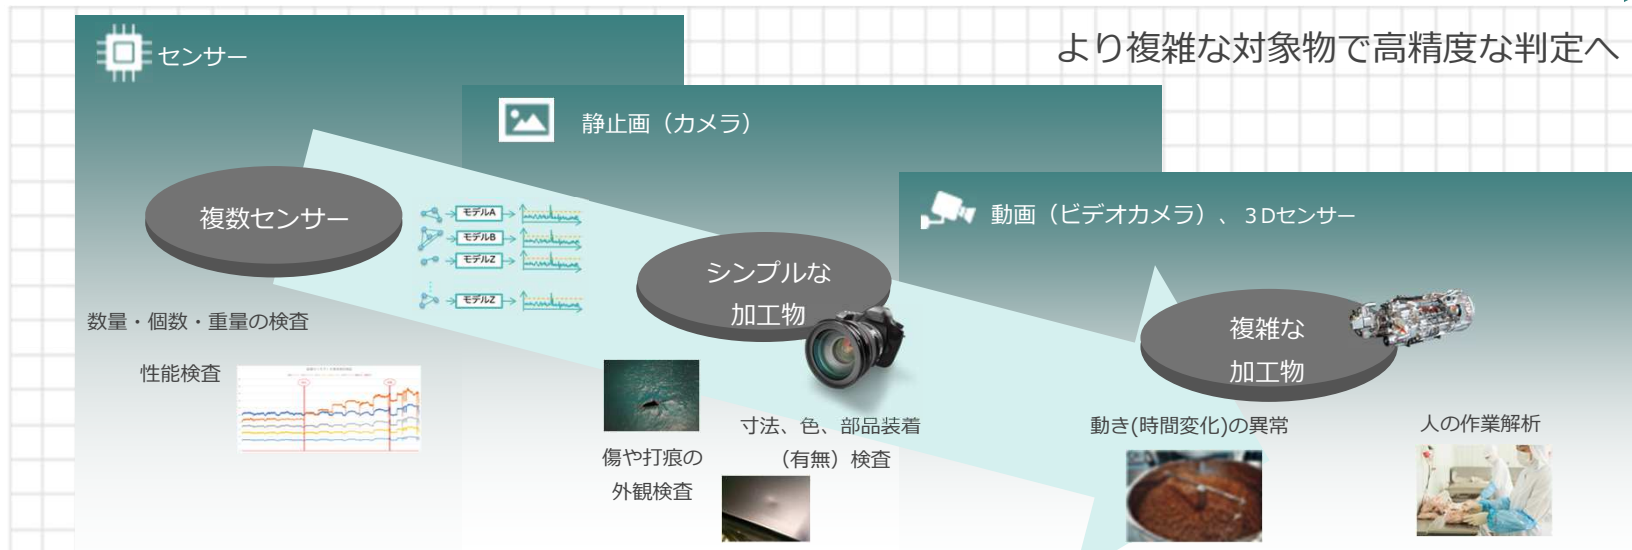 より複雑な対象物で高精度な判定へ
センサー
静止画（カメラ）
動画（ビデオカメラ）、３Dセンサー
複数センサー
モデルA
モデルB
モデルZ
モデルZ
シンプルな
加工物
複雑な
加工物
数量・個数・重量の検査
性能検査
傷や打痕の
外観検査
寸法、色、部品装着
（有無）検査
動き(時間変化)の異常
人の作業解析